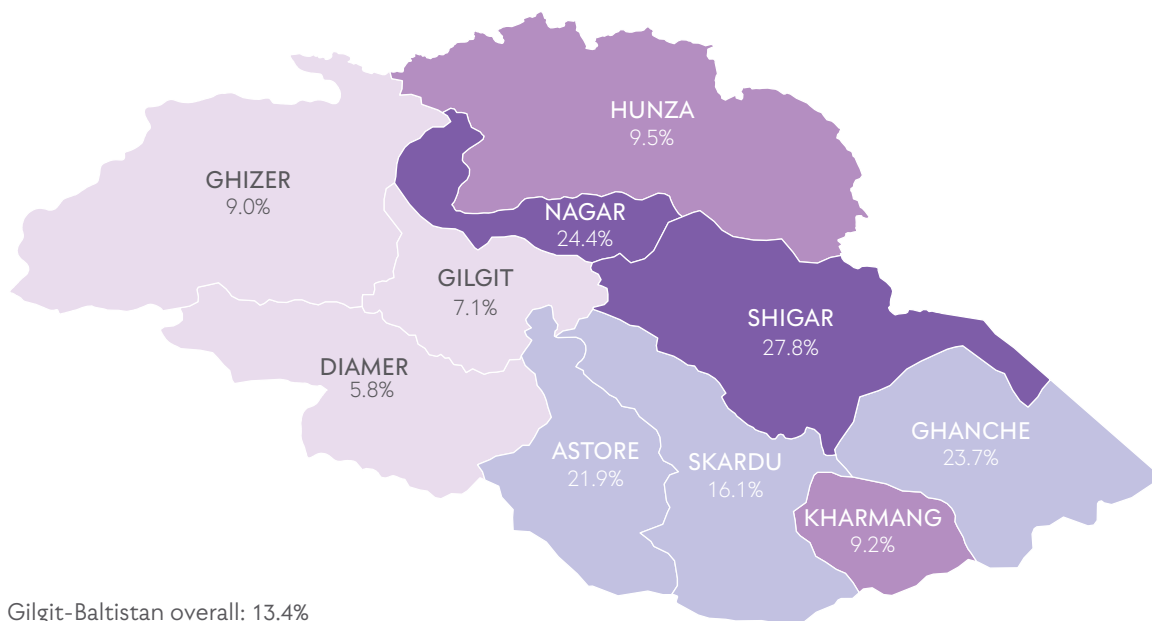 HUNZA
9.5%
GHIZER
9.0%
NAGAR
24.4%
GILGIT
7.1%
SHIGAR
27.8%
DIAMER
5.8%
GHANCHE
23.7%
ASTORE
21.9%
SKARDU
16.1%
KHARMANG
9.2%
Gilgit-Baltistan overall: 13.4%